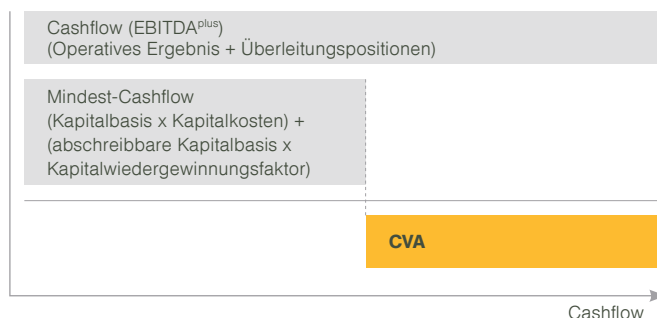 Cashflow (EBITDAplus)
(Operatives Ergebnis + Überleitungspositionen)
Mindest-Cashflow
(Kapitalbasis x Kapitalkosten) +
(abschreibbare Kapitalbasis x
Kapitalwiedergewinnungsfaktor)
CVA
Cashflow